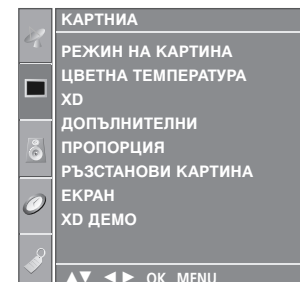 КАРТНИА
РЕЖИН НА КАРТИНА
ЦВЕТНА ТЕМПЕРАТУРА
XD
ДОПЪЛНИТЕЛНИ
ПРОПОРЦИЯ
РЪЗСТАНОВИ КАРТИНА
ЕКРАН
XD ДЕМО
▲▼ ◄► OK MENU